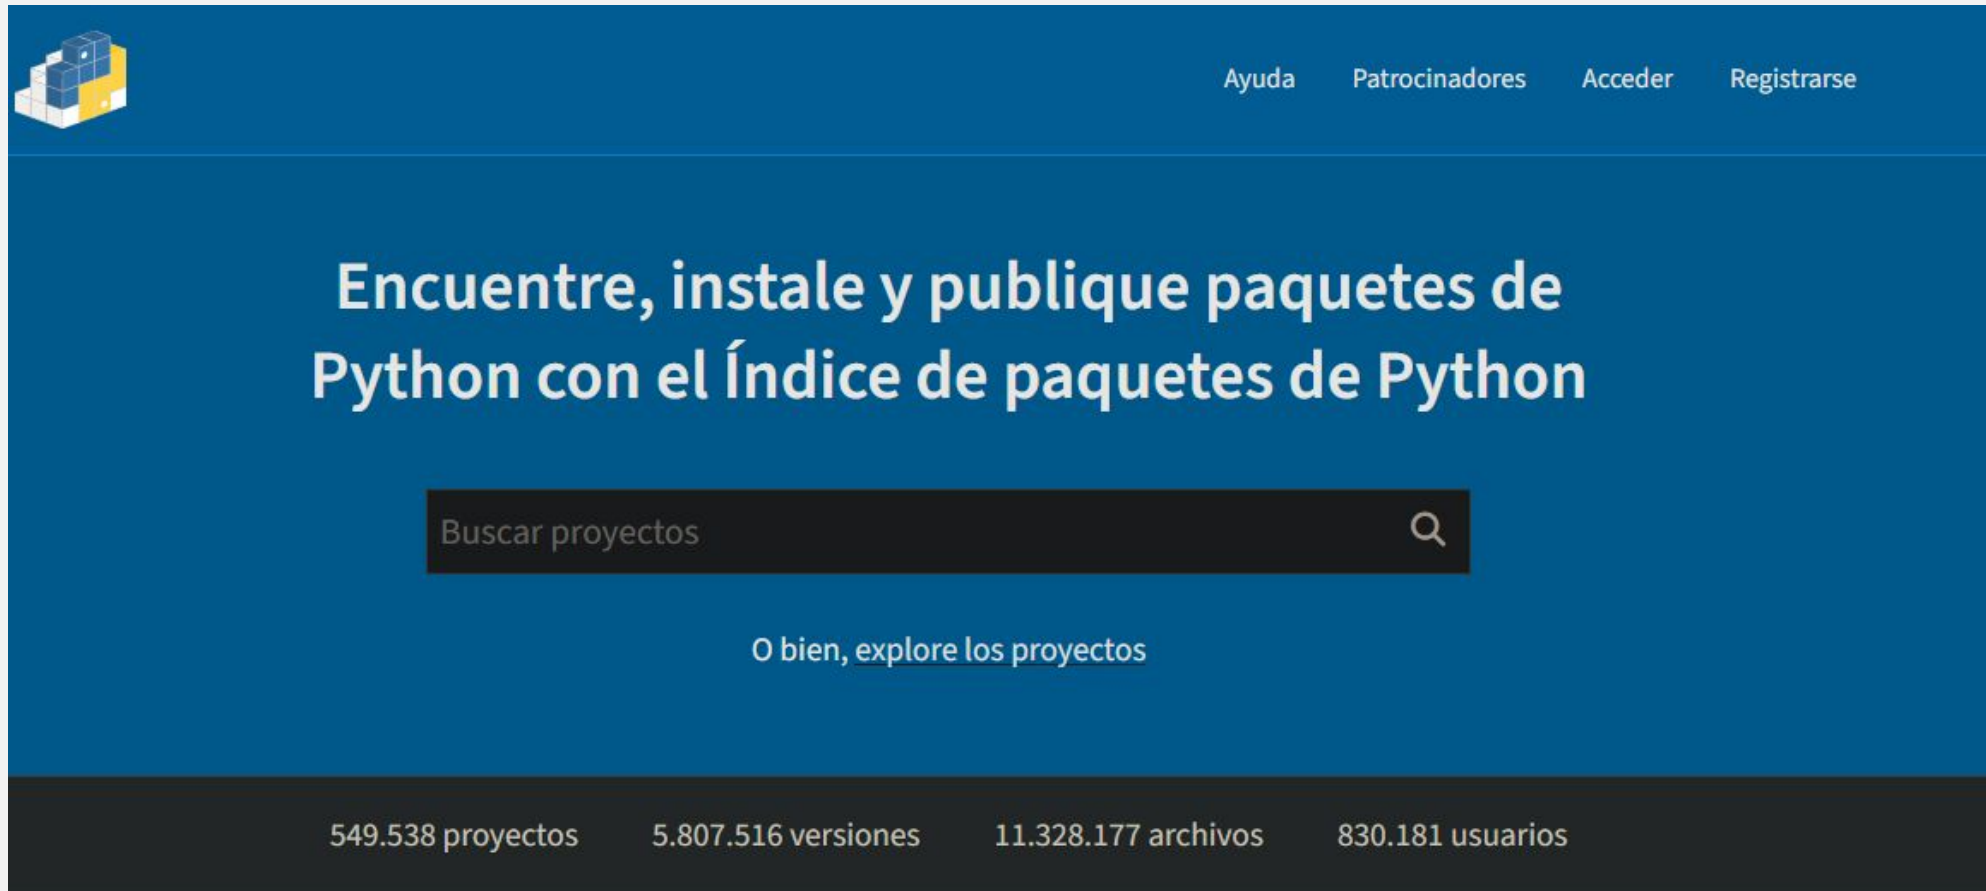 Ayuda Patrocinadores Acceder Registrarse
Encuentre, instale y publique paquetes de
Python con el Índice de paquetes de Python
Buscar proyectos
O bien, explore los proyectos
549.538 proyectos 5.807.516 versiones 11.328.177 archivos 830.181 usuarios